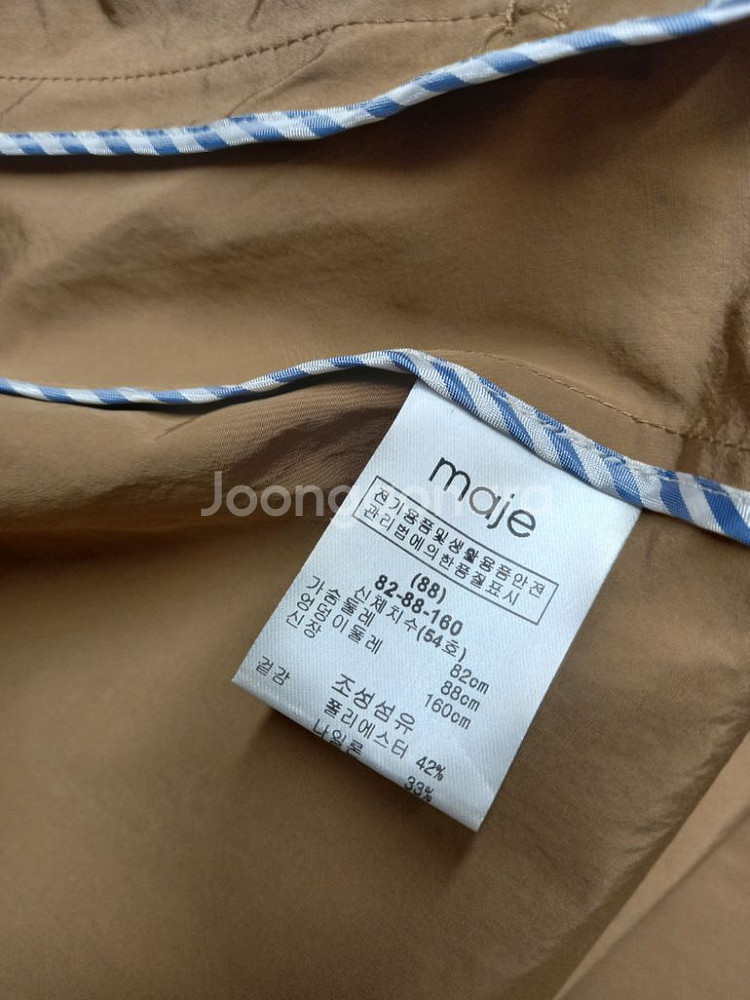 maje
전기용품및생활용품안전
관리법에의한품질표시
(88)
82-88-160
신체치수(54호)
가슴둘레 82cm
엉덩이둘레 88cm
신장 160cm
조성섬유
겉감 폴리에스터 42%
나일론 33%